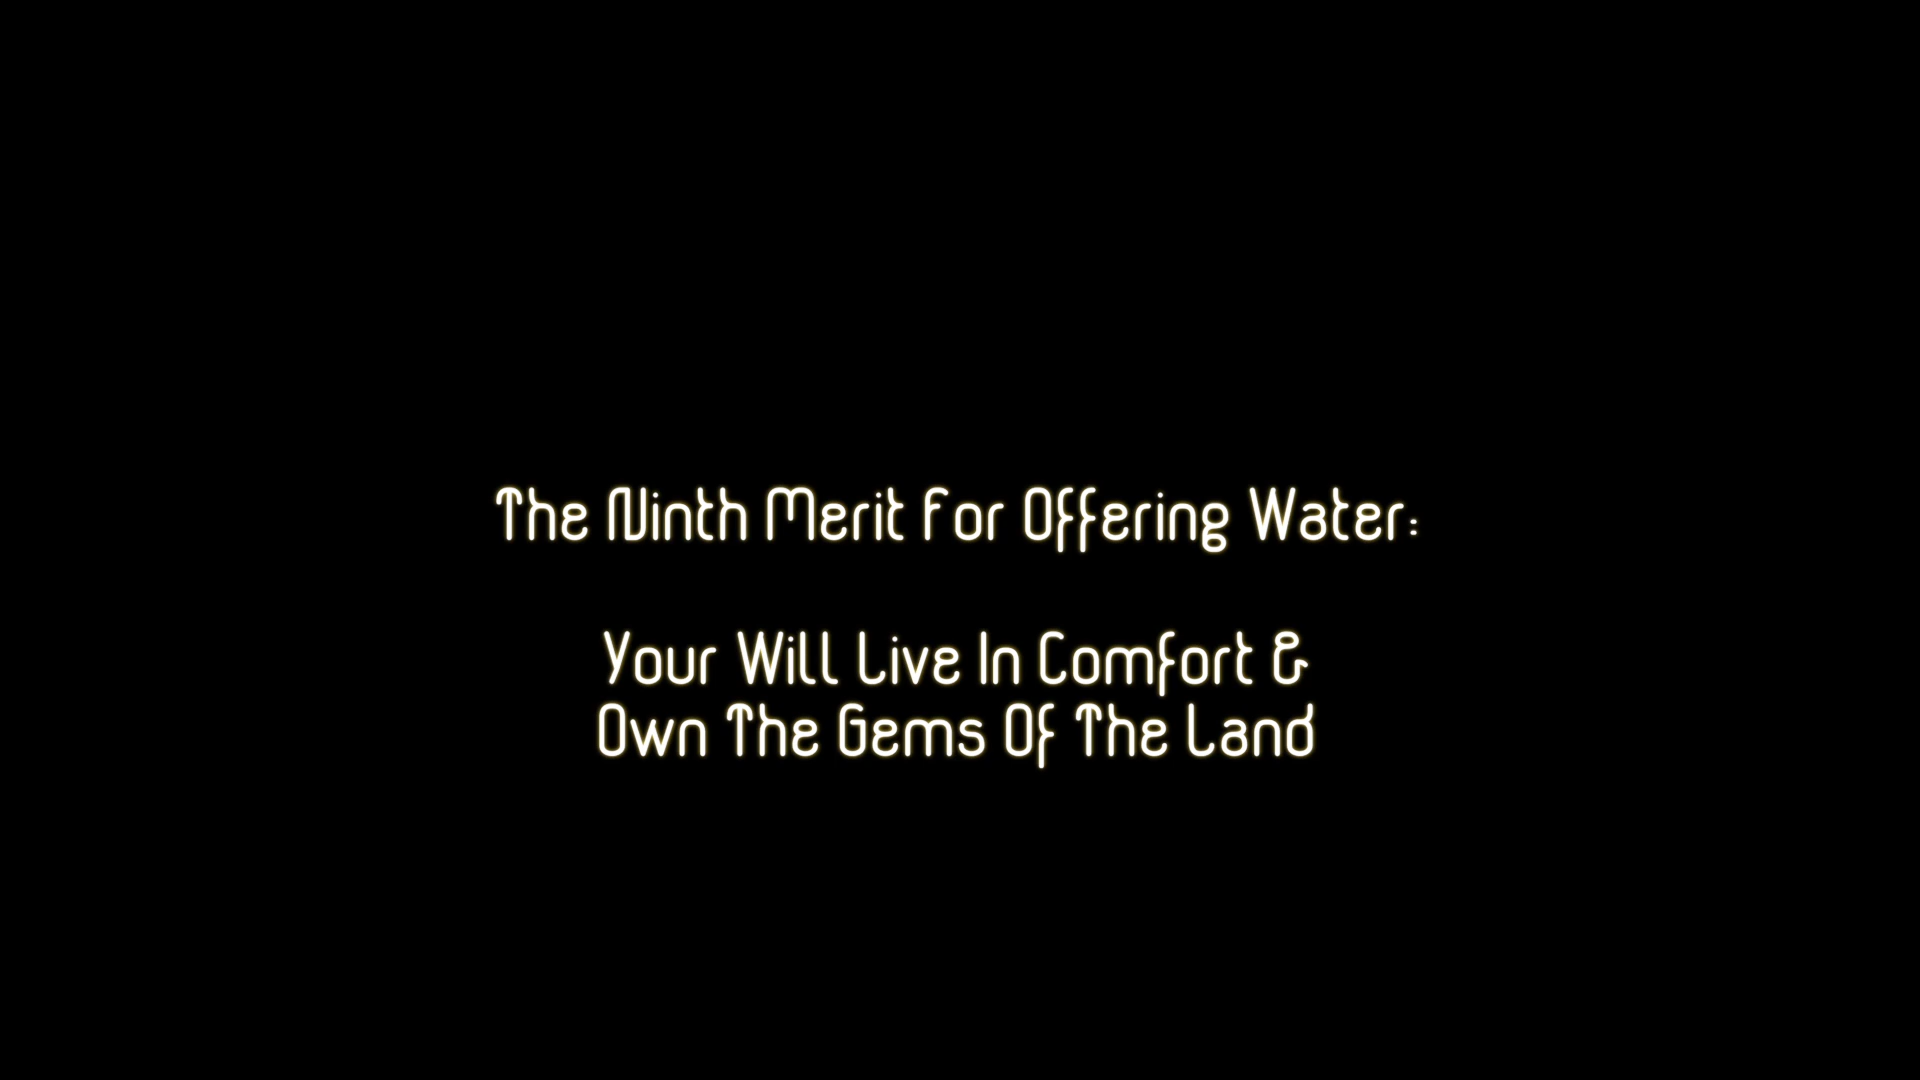 The Ninth Merit For Offering Water:
Your Will Live In Comfort &
Own The Gems Of The Land